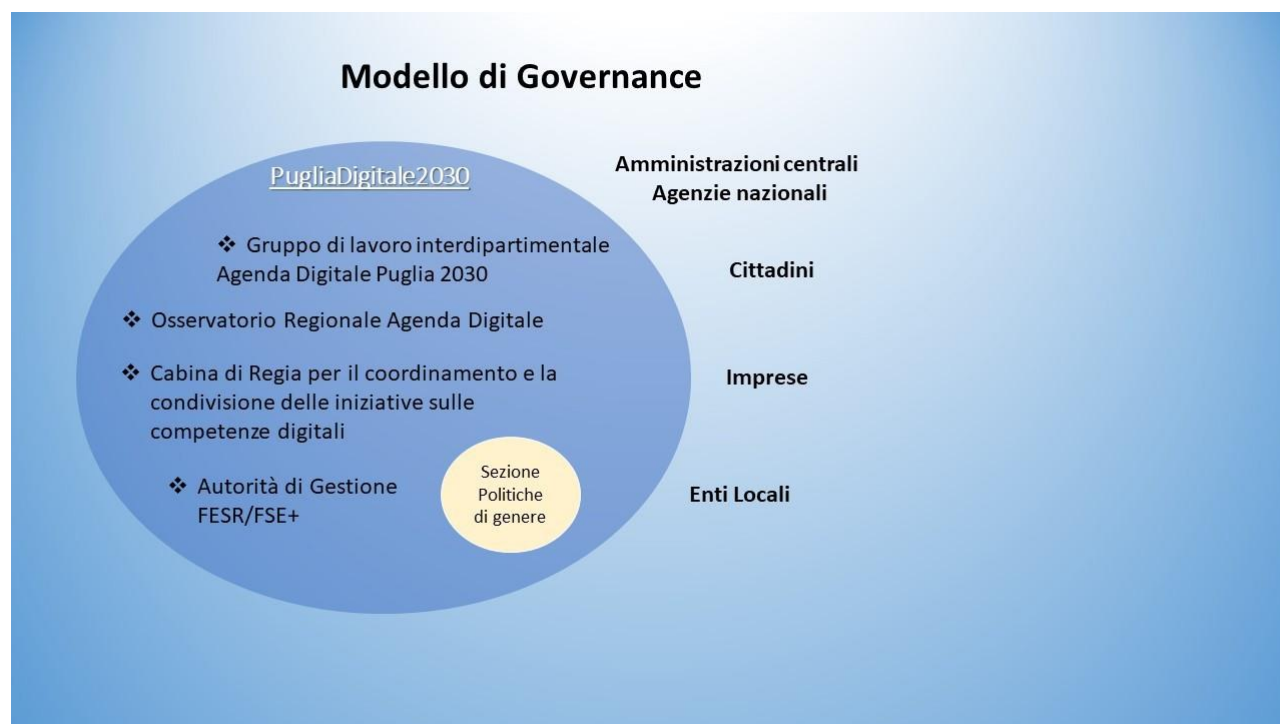 Modello di Governance
PugliaDigitale2030
❖ Gruppo di lavoro interdipartimentale
Agenda Digitale Puglia 2030
❖ Osservatorio Regionale Agenda Digitale
❖ Cabina di Regia per il coordinamento e la
condivisione delle iniziative sulle
competenze digitali
❖ Autorità di Gestione
FESR/FSE+
Sezione
Politiche
di genere
Amministrazioni centrali
Agenzie nazionali
Cittadini
Imprese
Enti Locali